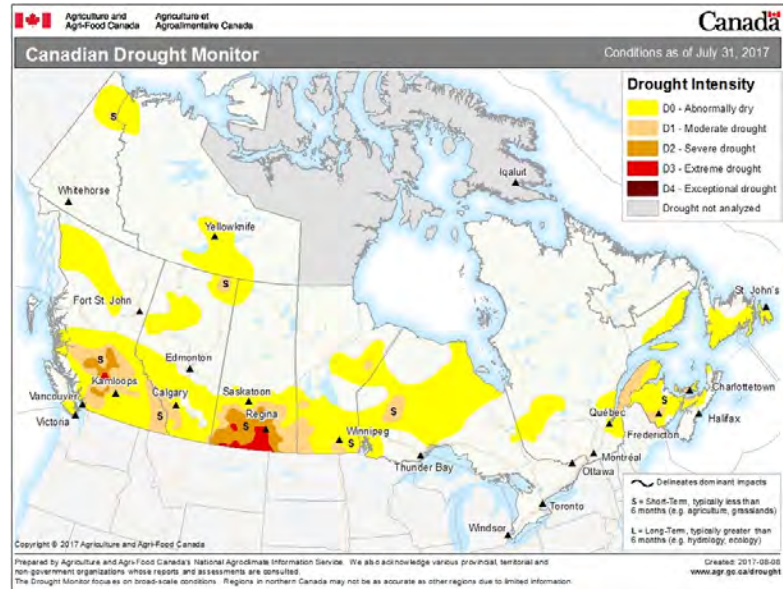 Agriculture and
Agri-Food Canada
Agriculture et
Agroalimentaire Canada
Canada
Canadian Drought Monitor
Conditions as of July 31, 2017
Drought Intensity
D0 - Abnormally dry
D1 - Moderate drought
D2 - Severe drought
D3 - Extreme drought
D4 - Exceptional drought
Drought not analyzed
S
Iqaluit
Whitehorse
Yellowknife
S
Fort St. John
St. John's
Edmonton
S
Kamloops
Calgary
Saskatoon
Charlottetown
Vancouver
S
S
Regina
S
S
Victoria
Winnipeg
S
Québec
Halifax
Fredericton
Thunder Bay
Montréal
Ottawa
Toronto
Windsor
Delineates dominant impacts
S = Short-Term, typically less than
6 months (e.g. agriculture, grasslands)
L = Long-Term, typically greater than
6 months (e.g. hydrology, ecology)
Copyright © 2017 Agriculture and Agri-Food Canada
Prepared by Agriculture and Agri-Food Canada's National Agroclimate Information Service. We also acknowledge various provincial, territorial and
non-government organizations whose reports and assessments are consulted.
The Drought Monitor focuses on broad-scale conditions. Regions in northern Canada may not be as accurate as other regions due to limited information.
Created: 2017-08-08
www.agr.gc.ca/drought